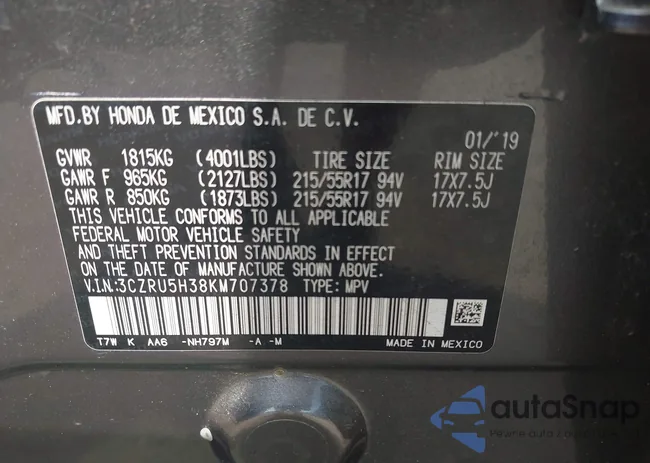 MFD.BY HONDA DE MEXICO S.A. DE C.V.
01/'19
GVWR 1815KG (4001LBS) TIRE SIZE RIM SIZE
GAWR F 965KG (2127LBS) 215/55R17 94V 17X7.5J
GAWR R 850KG (1873LBS) 215/55R17 94V 17X7.5J
THIS VEHICLE CONFORMS TO ALL APPLICABLE
FEDERAL MOTOR VEHICLE SAFETY
AND THEFT PREVENTION STANDARDS IN EFFECT
ON THE DATE OF MANUFACTURE SHOWN ABOVE.
V.I.N:3CZRU5H38KM707378 TYPE: MPV
T7W K AA6 -NH797M -A -M MADE IN MEXICO
autaSnap
Pewne auta